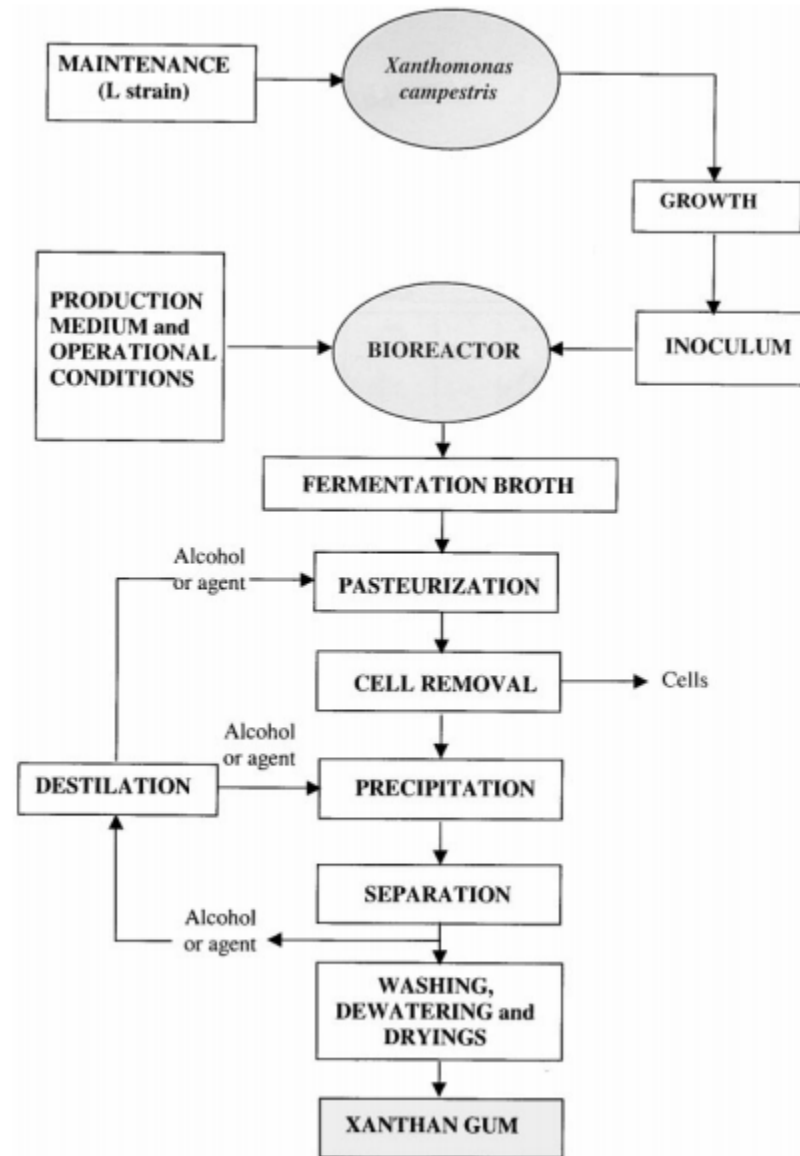 MAINTENANCE
(L strain)
Xanthomonas
campestris
GROWTH
PRODUCTION
MEDIUM and
OPERATIONAL
CONDITIONS
BIOREACTOR
INOCULUM
FERMENTATION BROTH
Alcohol
or agent
PASTEURIZATION
CELL REMOVAL
Cells
Alcohol
or agent
DESTILATION
PRECIPITATION
SEPARATION
Alcohol
or agent
WASHING,
DEWATERING and
DRYINGS
XANTHAN GUM